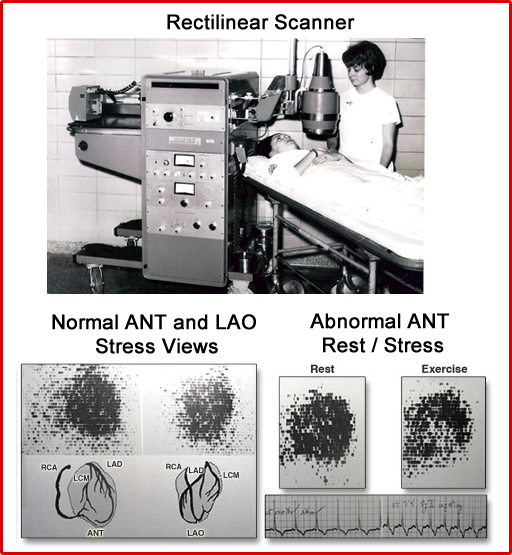 Rectilinear Scanner
Normal ANT and LAO
Stress Views
Abnormal ANT
Rest / Stress
Rest
Exercise
RCA
LAD
LCM
ANT
RCA
LAD
LCM
LAO